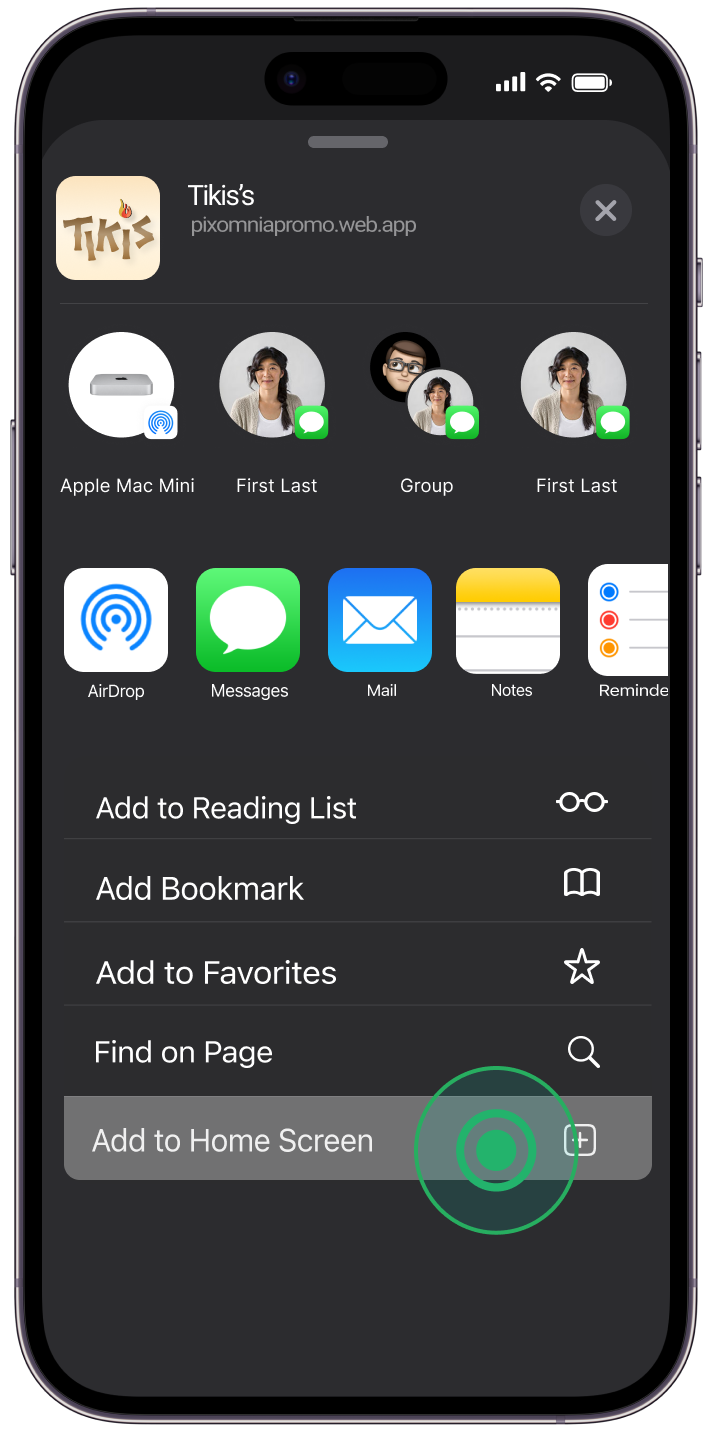 TIKIS
Tikis's
pixomniapromo.web.app
Apple Mac Mini
First Last
Group
First Last
AirDrop
Messages
Mail
Notes
Reminde
Add to Reading List
Add Bookmark
Add to Favorites
Find on Page
Add to Home Screen